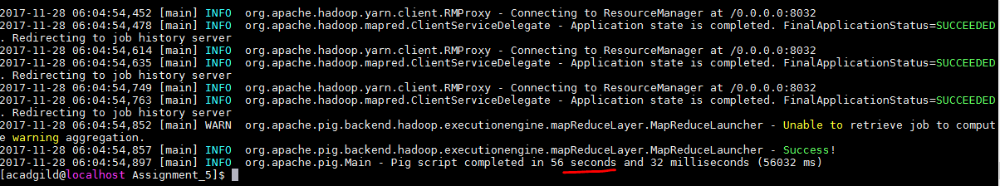 2017-11-28 06:04:54,452 [main] INFO  org.apache.hadoop.yarn.client.RMProxy - Connecting to ResourceManager at /0.0.0.0:8032
2017-11-28 06:04:54,478 [main] INFO  org.apache.hadoop.mapred.ClientServiceDelegate - Application state is completed. FinalApplicationStatus=SUCCEEDED
. Redirecting to job history server
2017-11-28 06:04:54,614 [main] INFO  org.apache.hadoop.yarn.client.RMProxy - Connecting to ResourceManager at /0.0.0.0:8032
2017-11-28 06:04:54,635 [main] INFO  org.apache.hadoop.mapred.ClientServiceDelegate - Application state is completed. FinalApplicationStatus=SUCCEEDED
. Redirecting to job history server
2017-11-28 06:04:54,749 [main] INFO  org.apache.hadoop.yarn.client.RMProxy - Connecting to ResourceManager at /0.0.0.0:8032
2017-11-28 06:04:54,763 [main] INFO  org.apache.hadoop.mapred.ClientServiceDelegate - Application state is completed. FinalApplicationStatus=SUCCEEDED
. Redirecting to job history server
2017-11-28 06:04:54,852 [main] WARN  org.apache.pig.backend.hadoop.executionengine.mapReduceLayer.MapReduceLauncher - Unable to retrieve job to comput
e warning aggregation.
2017-11-28 06:04:54,857 [main] INFO  org.apache.pig.backend.hadoop.executionengine.mapReduceLayer.MapReduceLauncher - Success!
2017-11-28 06:04:54,897 [main] INFO  org.apache.pig.Main - Pig script completed in 56 seconds and 32 milliseconds (56032 ms)
[acadgild@localhost Assignment_5]$